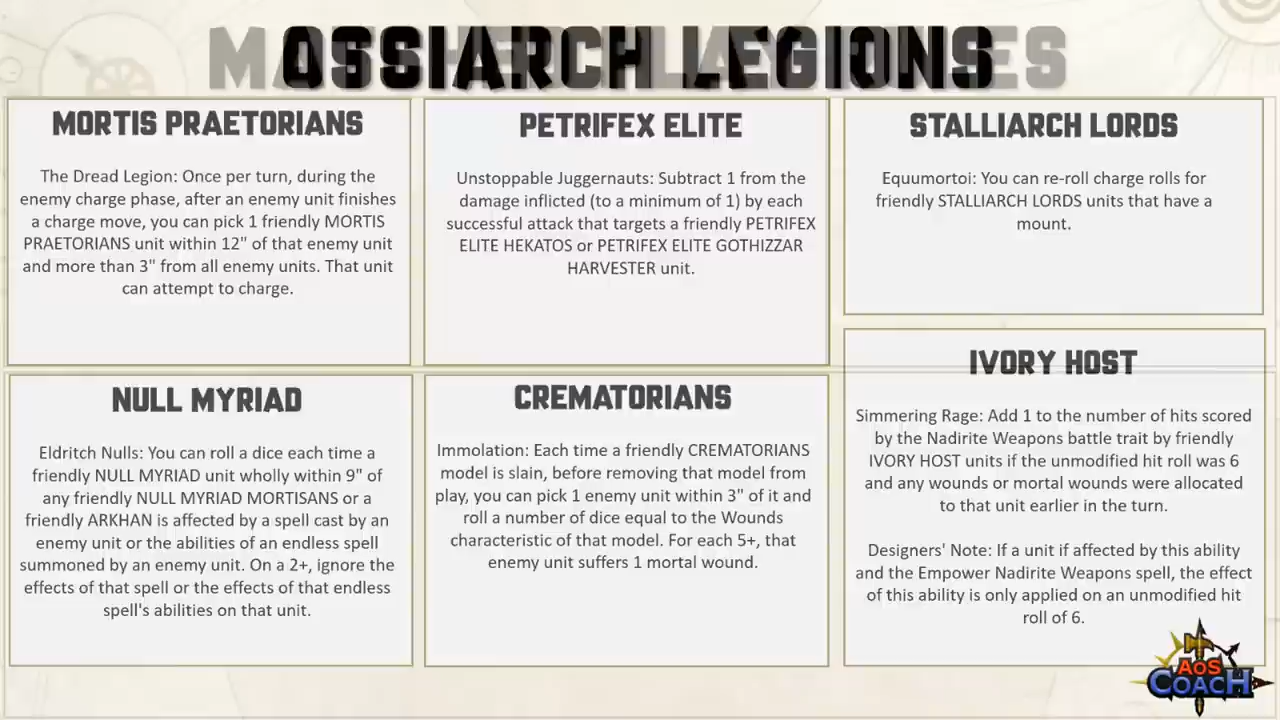 OSSIARCH LEGIONS
MORTIS PRAETORIANS
The Dread Legion: Once per turn, during the
enemy charge phase, after an enemy unit finishes
a charge move, you can pick 1 friendly MORTIS
PRAETORIANS unit within 12" of that enemy unit
and more than 3" from all enemy units. That unit
can attempt to charge.
PETRIFEX ELITE
Unstoppable Juggernauts: Subtract 1 from the
damage inflicted (to a minimum of 1) by each
successful attack that targets a friendly PETRIFEX
ELITE HEKATOS or PETRIFEX ELITE GOTHIZZAR
HARVESTER unit.
STALLIARCH LORDS
Equumortoi: You can re-roll charge rolls for
friendly STALLIARCH LORDS units that have a
mount.
NULL MYRIAD
Eldritch Nulls: You can roll a dice each time a
friendly NULL MYRIAD unit wholly within 9" of
any friendly NULL MYRIAD MORTISANS or a
friendly ARKHAN is affected by a spell cast by an
enemy unit or the abilities of an endless spell
summoned by an enemy unit. On a 2+, ignore the
effects of that spell or the effects of that endless
spell's abilities on that unit.
CREMATORIANS
Immolation: Each time a friendly CREMATORIANS
model is slain, before removing that model from
play, you can pick 1 enemy unit within 3" of it and
roll a number of dice equal to the Wounds
characteristic of that model. For each 5+, that
enemy unit suffers 1 mortal wound.
IVORY HOST
Simmering Rage: Add 1 to the number of hits scored
by the Nadirite Weapons battle trait by friendly
IVORY HOST units if the unmodified hit roll was 6
and any wounds or mortal wounds were allocated
to that unit earlier in the turn.
Designers' Note: If a unit if affected by this ability
and the Empower Nadirite Weapons spell, the effect
of this ability is only applied on an unmodified hit
roll of 6.
AoS
COACH